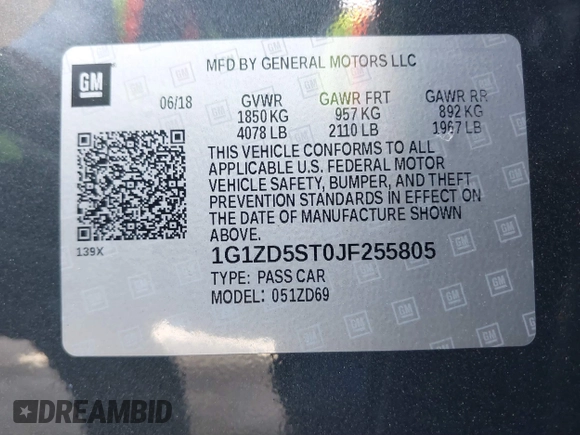 GM
MFD BY GENERAL MOTORS LLC
06/18 GVWR GAWR FRT GAWR RR
1850 KG 957 KG 892 KG
4078 LB 2110 LB 1967 LB
THIS VEHICLE CONFORMS TO ALL
APPLICABLE U.S. FEDERAL MOTOR
VEHICLE SAFETY, BUMPER, AND THEFT
PREVENTION STANDARDS IN EFFECT ON
THE DATE OF MANUFACTURE SHOWN
ABOVE.
139X
1G1ZD5ST0JF255805
TYPE: PASS CAR
MODEL: 051ZD69
DREAMBID